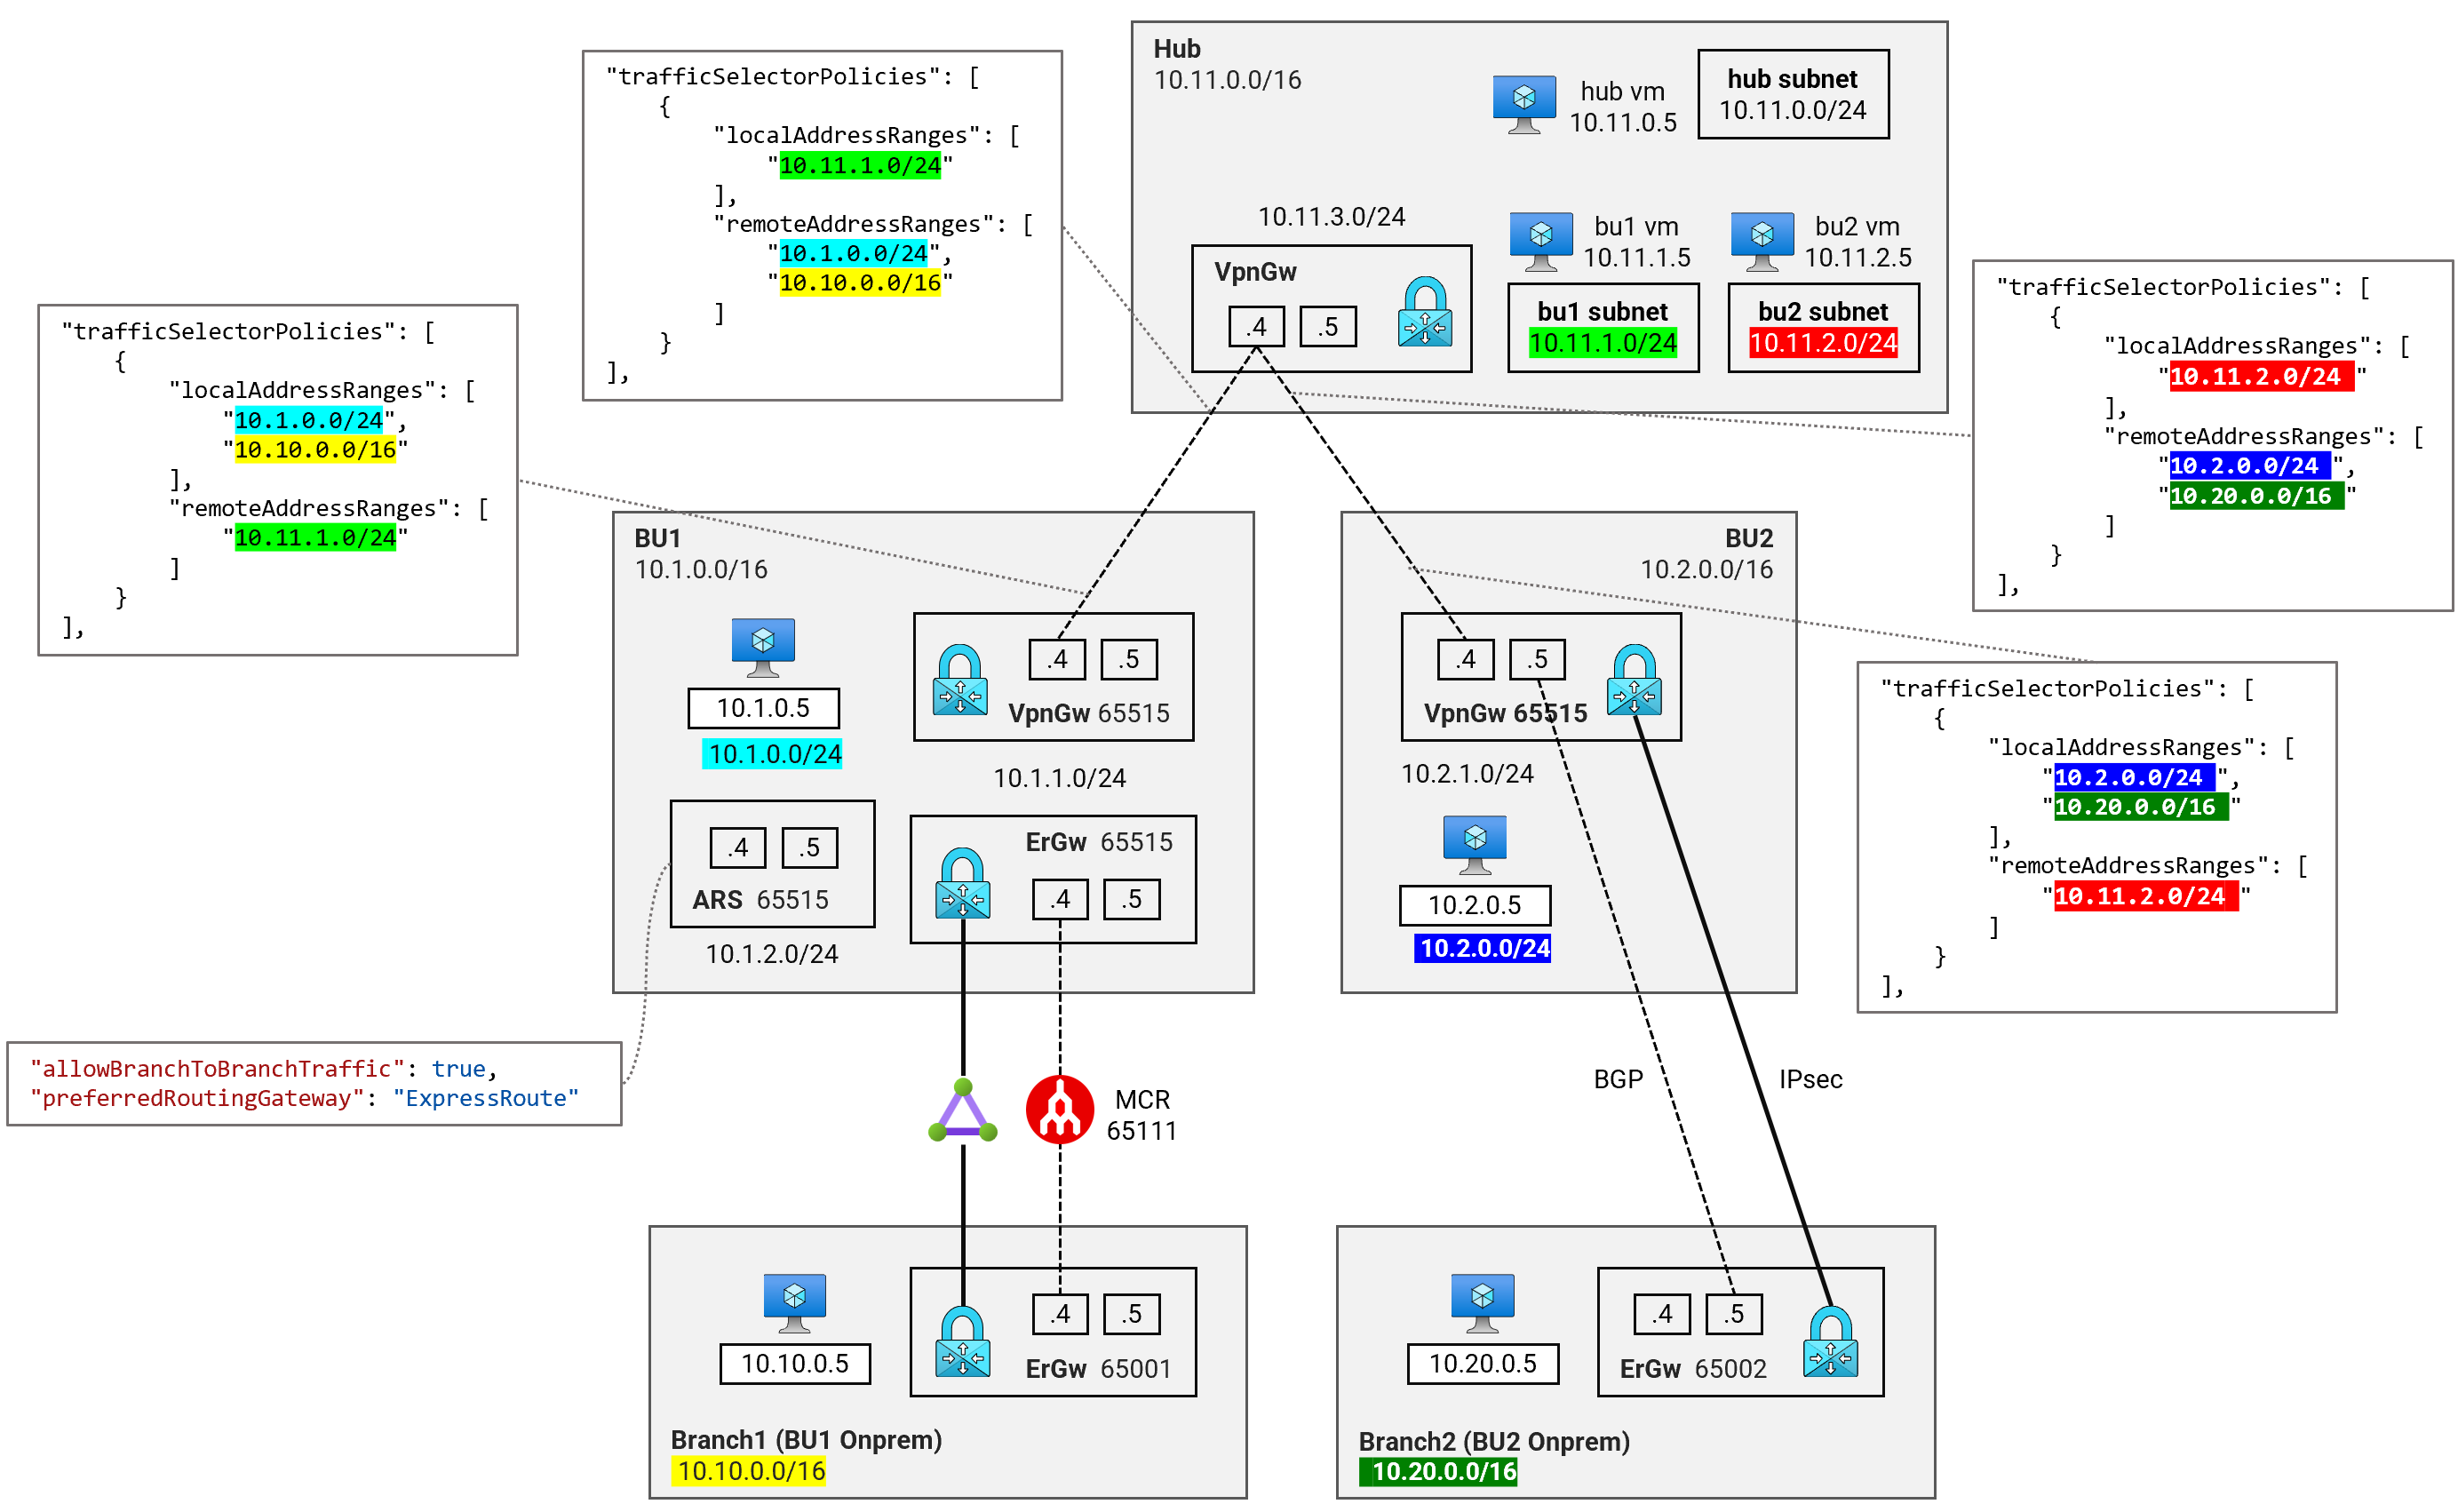 Hub
10.11.0.0/16
hub vm
10.11.0.5
hub subnet
10.11.0.0/24
10.11.3.0/24
VpnGw
.4
.5
bu1 vm
10.11.1.5
bu1 subnet
10.11.1.0/24
bu2 vm
10.11.2.5
bu2 subnet
10.11.2.0/24
"trafficSelectorPolicies": [
{
"localAddressRanges": [
"10.11.1.0/24"
],
"remoteAddressRanges": [
"10.1.0.0/24",
"10.10.0.0/16"
]
}
],
"trafficSelectorPolicies": [
{
"localAddressRanges": [
"10.1.0.0/24",
"10.10.0.0/16"
],
"remoteAddressRanges": [
"10.11.1.0/24"
]
}
],
"trafficSelectorPolicies": [
{
"localAddressRanges": [
"10.11.2.0/24 "
],
"remoteAddressRanges": [
"10.2.0.0/24 ",
"10.20.0.0/16 "
]
}
],
BU1
10.1.0.0/16
10.1.0.5
10.1.0.0/24
.4
.5
VpnGw 65515
10.1.1.0/24
.4
.5
ARS 65515
10.1.2.0/24
ErGw 65515
.4
.5
BU2
10.2.0.0/16
.4
.5
VpnGw 65515
10.2.1.0/24
10.2.0.5
10.2.0.0/24
"trafficSelectorPolicies": [
{
"localAddressRanges": [
"10.2.0.0/24 ",
"10.20.0.0/16 "
],
"remoteAddressRanges": [
"10.11.2.0/24 "
]
}
],
"allowBranchToBranchTraffic": true,
"preferredRoutingGateway": "ExpressRoute"
MCR
65111
BGP
IPsec
10.10.0.5
.4
.5
ErGw 65001
Branch1 (BU1 Onprem)
10.10.0.0/16
10.20.0.5
.4
.5
ErGw 65002
Branch2 (BU2 Onprem)
10.20.0.0/16